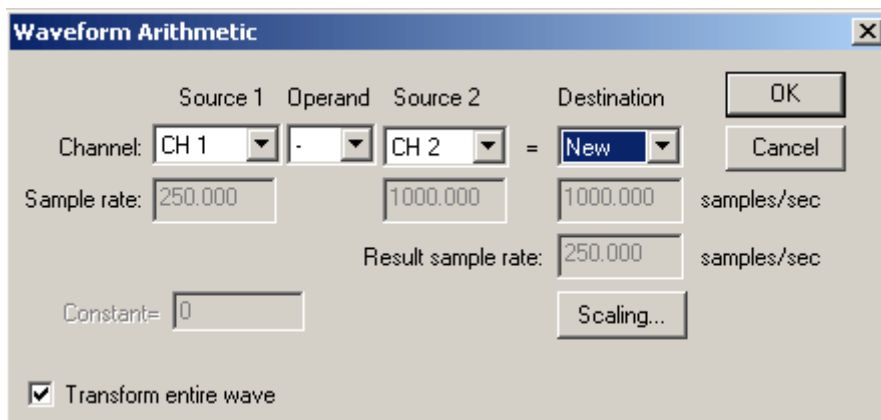 Waveform Arithmetic
Source 1 Operand Source 2 Destination OK
Channel: CH 1 - CH 2 = New Cancel
Sample rate: 250.000 1000.000 1000.000 samples/sec
Result sample rate: 250.000 samples/sec
Constant= 0 Scaling...
Transform entire wave